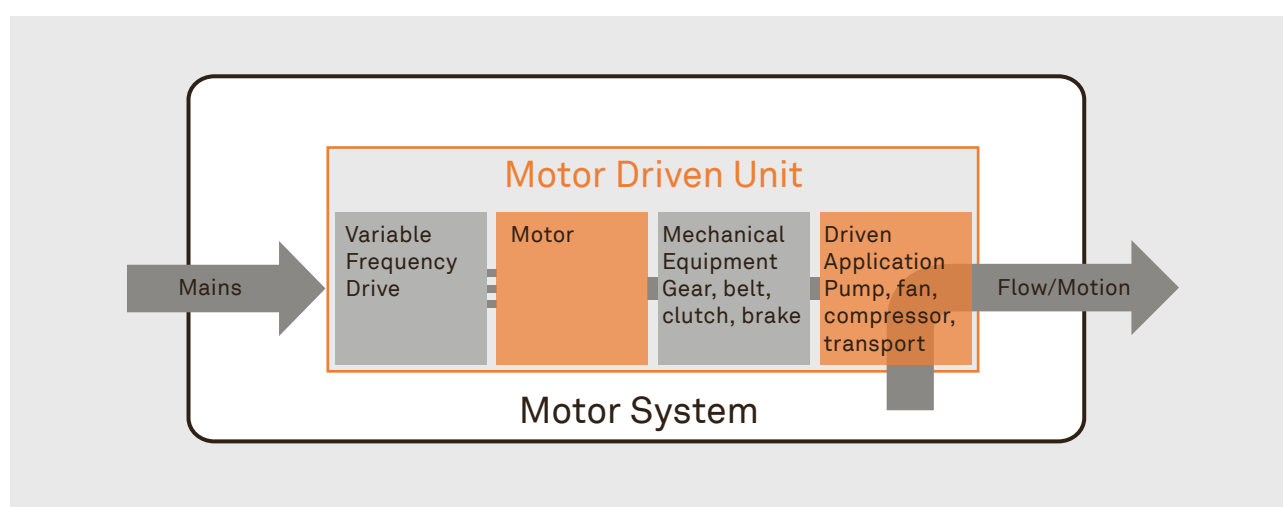 Motor Driven Unit
Mains
Variable
Frequency
Drive
Motor
Mechanical
Equipment
Gear, belt,
clutch, brake
Driven
Application
Pump, fan,
compressor,
transport
Flow/Motion
Motor System